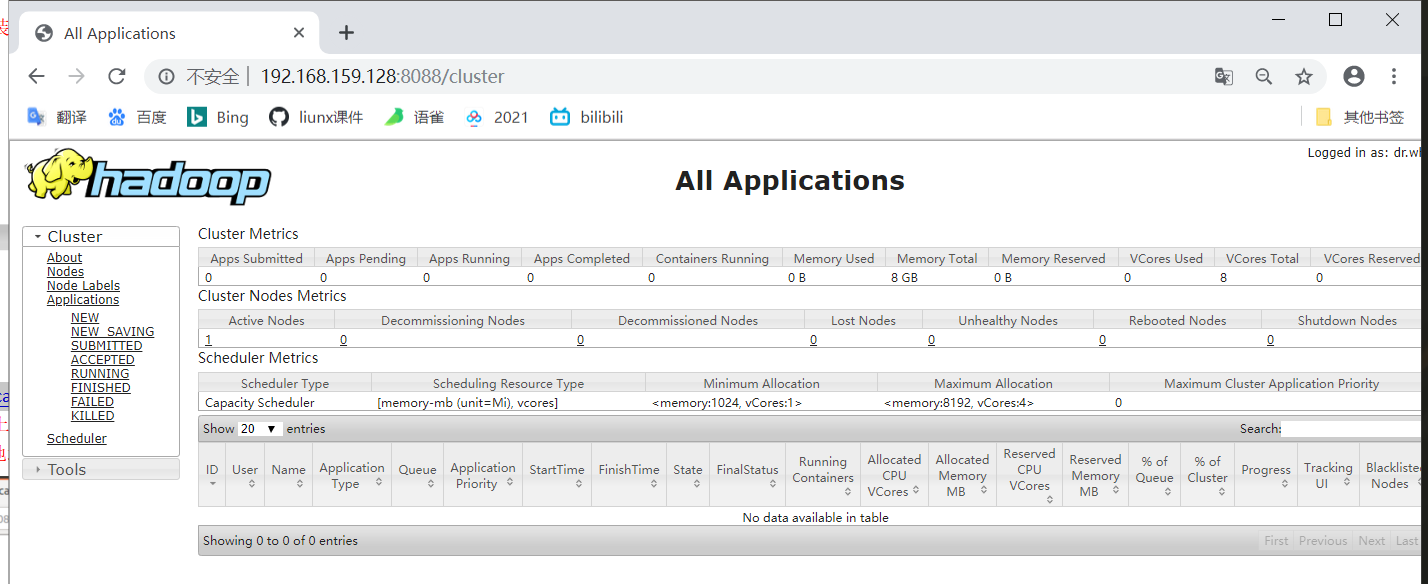 All Applications
不安全 192.168.159.128:8088/cluster
翻译 百度 Bing liunx课件 语雀 2021 bilibili 其他书签
Logged in as: dr.w
hadoop
All Applications
Cluster
About
Nodes
Node Labels
Applications
NEW
NEW_SAVING
SUBMITTED
ACCEPTED
RUNNING
FINISHED
FAILED
KILLED
Scheduler
Tools
Cluster Metrics
Apps Submitted Apps Pending Apps Running Apps Completed Containers Running Memory Used Memory Total Memory Reserved VCores Used VCores Total VCores Reserved
0 0 0 0 0 0 B 8 GB 0 B 0 8 0
Cluster Nodes Metrics
Active Nodes Decommissioning Nodes Decommissioned Nodes Lost Nodes Unhealthy Nodes Rebooted Nodes Shutdown Nodes
1 0 0 0 0 0 0
Scheduler Metrics
Scheduler Type Scheduling Resource Type Minimum Allocation Maximum Allocation Maximum Cluster Application Priority
Capacity Scheduler [memory-mb (unit=Mi), vcores] <memory:1024, vCores:1> <memory:8192, vCores:4> 0
Show 20 entries Search:
ID User Name Application Type Queue Application Priority StartTime FinishTime State FinalStatus Running Containers Allocated CPU VCores Allocated Memory MB Reserved CPU VCores Reserved Memory MB % of Queue % of Cluster Progress Tracking UI Blackliste Nodes
No data available in table
Showing 0 to 0 of 0 entries First Previous Next Last